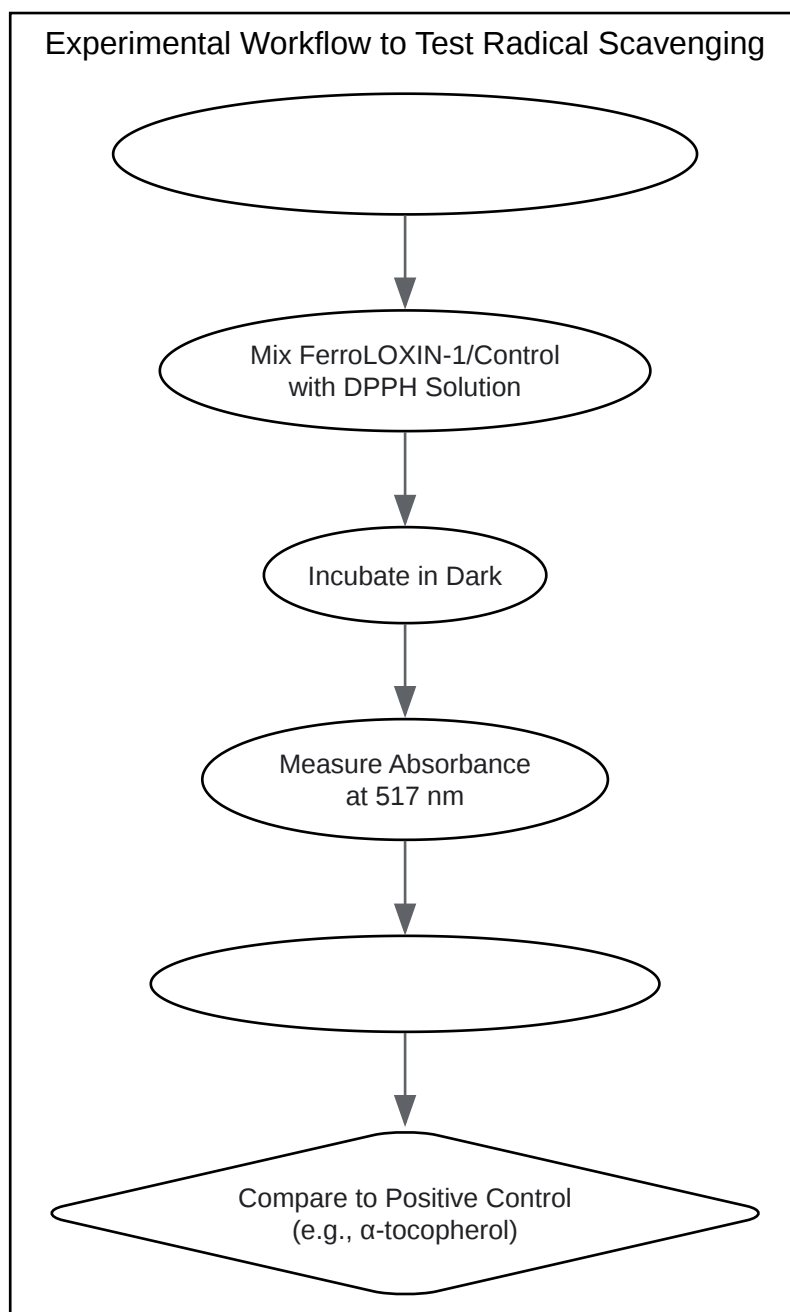 Experimental Workflow to Test Radical Scavenging
Mix FerroLOXIN-1/Control
with DPPH Solution
Incubate in Dark
Measure Absorbance
at 517 nm
Compare to Positive Control
(e.g., α-tocopherol)